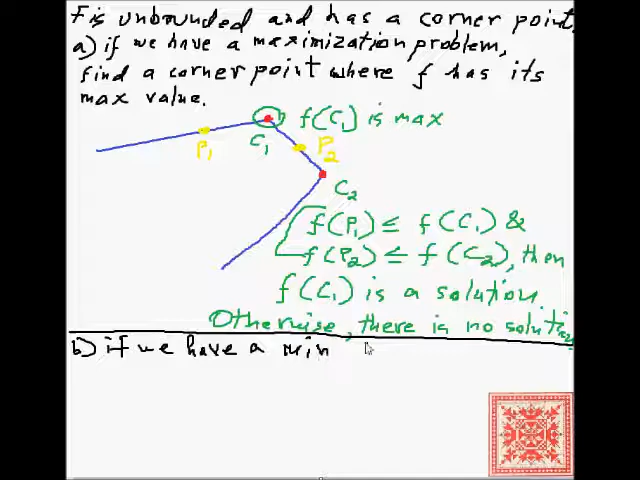 F is unbounded and has a corner point.
a) if we have a maximization problem,
find a corner point where f has its
max value.
f(C₁) is max
P₁ C₁ P₂
C₂
f(P₁) ≤ f(C₁) &
f(P₂) ≤ f(C₂), then
f(C₁) is a solution.
Otherwise, there is no solution
b) if we have a min